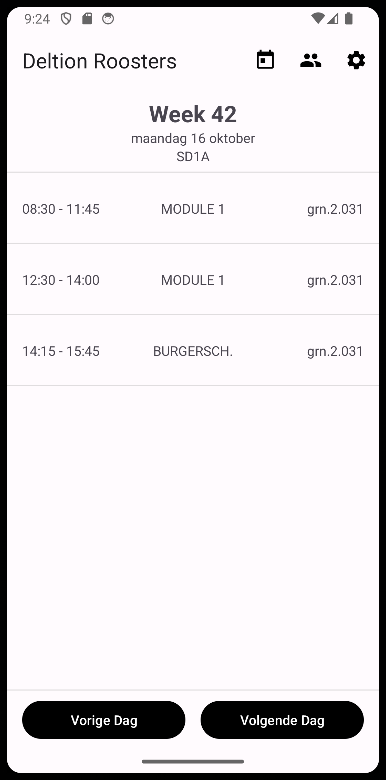 9:24
Deltion Roosters
Week 42
maandag 16 oktober
SD1A
08:30 - 11:45 MODULE 1 grn.2.031
12:30 - 14:00 MODULE 1 grn.2.031
14:15 - 15:45 BURGERSCH. grn.2.031
Vorige Dag Volgende Dag